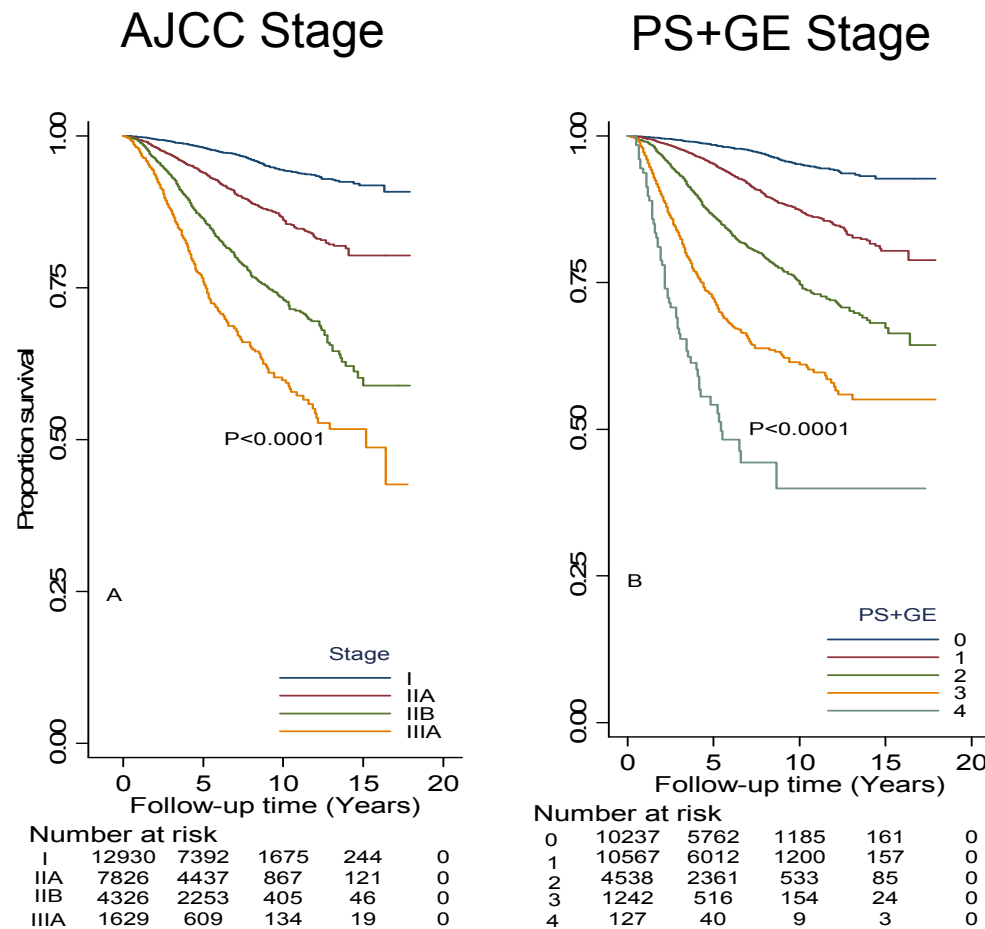 AJCC Stage
Proportion survival
1.00
0.75
0.50
0.25
0.00
P<0.0001
A
Stage
I
IIA
IIB
IIIA
0 5 10 15 20
Follow-up time (Years)
Number at risk
I 12930 7392 1675 244 0
IIA 7826 4437 867 121 0
IIB 4326 2253 405 46 0
IIIA 1629 609 134 19 0
PS+GE Stage
1.00
0.75
0.50
0.25
0.00
P<0.0001
B
PS+GE
0
1
2
3
4
0 5 10 15 20
Follow-up time (Years)
Number at risk
0 10237 5762 1185 161 0
1 10567 6012 1200 157 0
2 4538 2361 533 85 0
3 1242 516 154 24 0
4 127 40 9 3 0